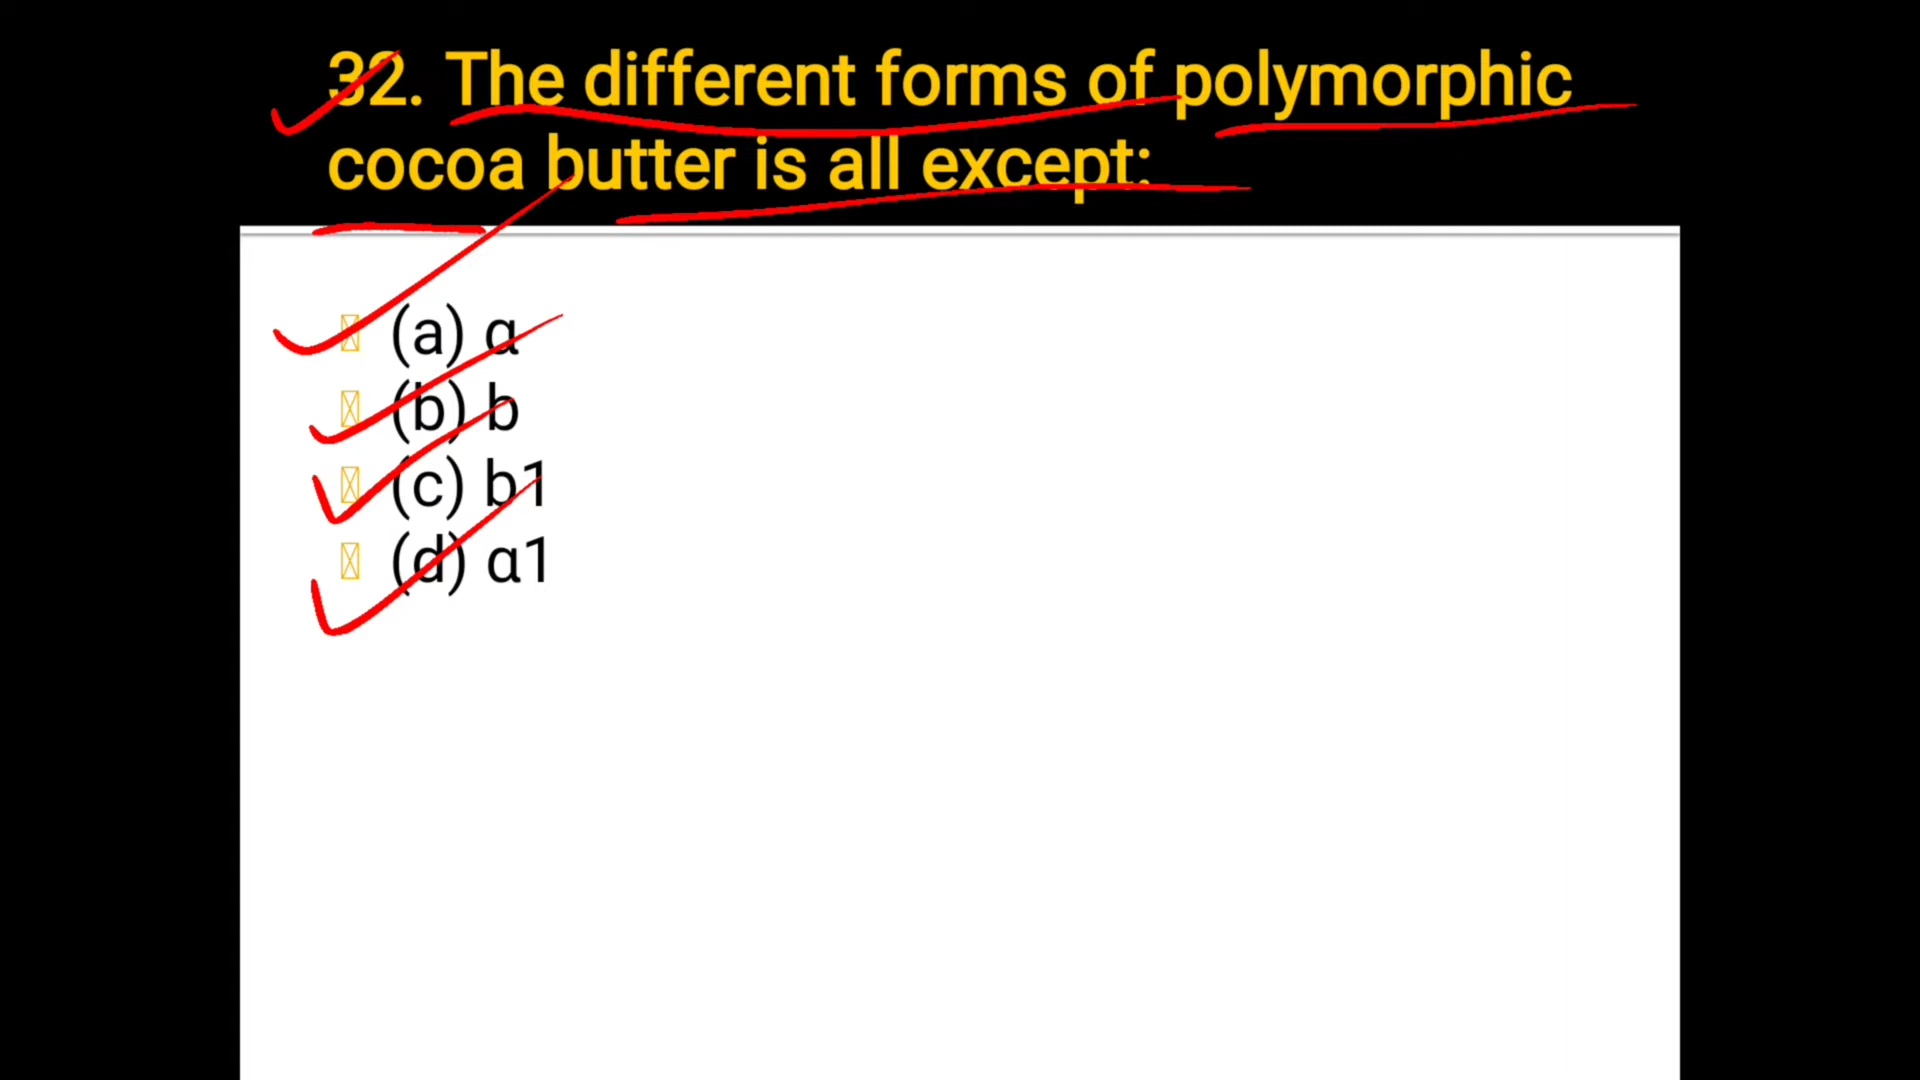 32. The different forms of polymorphic
cocoa butter is all except:
(a) α
(b) b
(c) b1
(d) α1